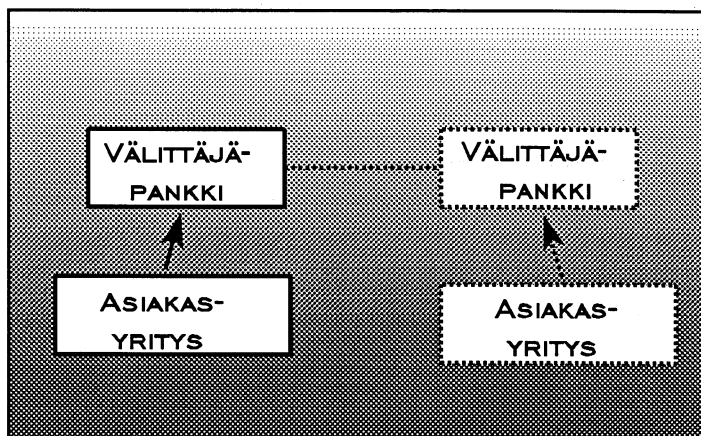 VÄLITTÄJÄ-
PANKKI
VÄLITTÄJÄ-
PANKKI
ASIAKAS-
YRITYS
ASIAKAS-
YRITYS